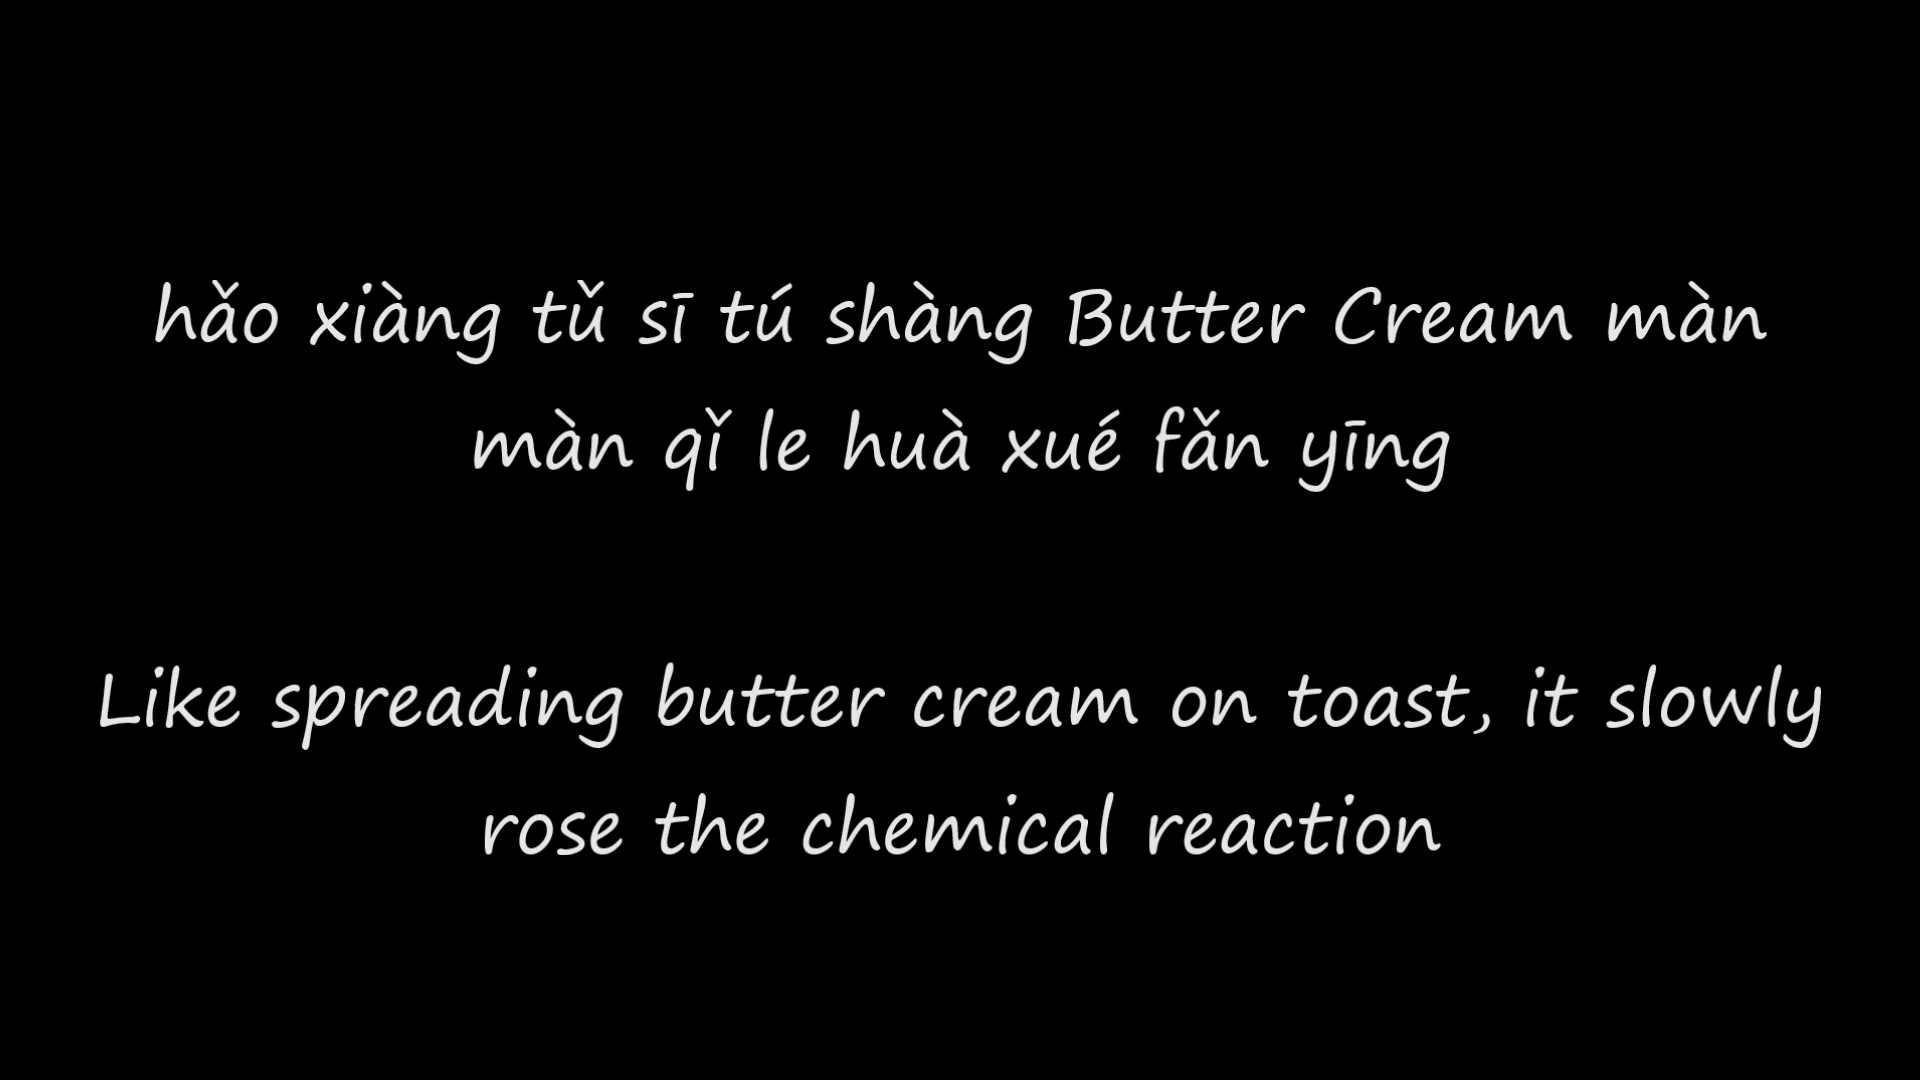 hǎo xiàng tǔ sī tú shàng Butter Cream màn
màn qǐ le huà xué fǎn yīng
Like spreading butter cream on toast, it slowly
rose the chemical reaction